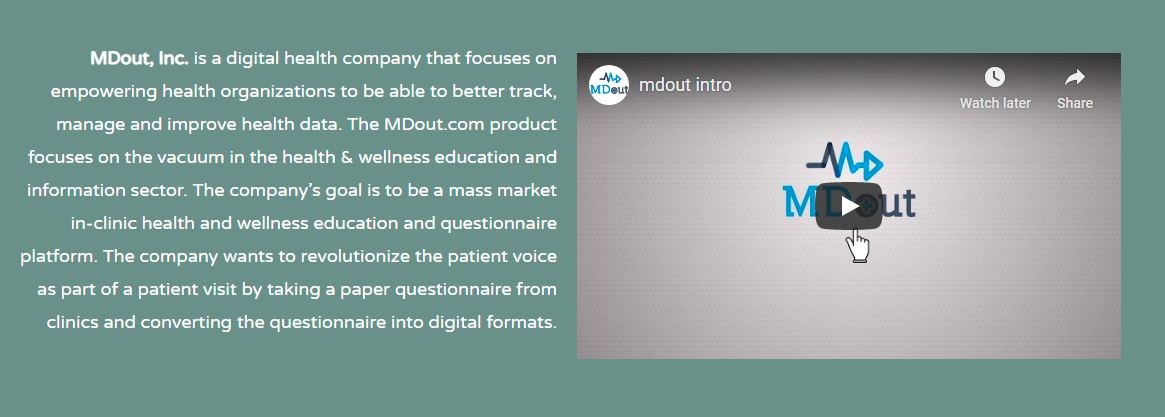 MDout, Inc. is a digital health company that focuses on
empowering health organizations to be able to better track,
manage and improve health data. The MDout.com product
focuses on the vacuum in the health & wellness education and
information sector. The company's goal is to be a mass market
in-clinic health and wellness education and questionnaire
platform. The company wants to revolutionize the patient voice
as part of a patient visit by taking a paper questionnaire from
clinics and converting the questionnaire into digital formats.
MDout
mdout intro
Watch later
Share
MDout